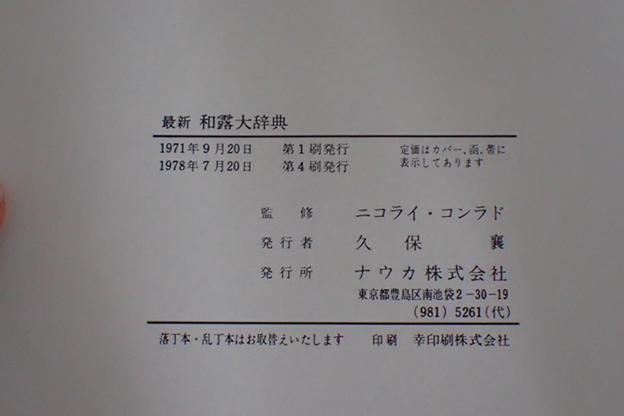 最新 和露大辞典
1971年9月20日 第1刷発行
1978年7月20日 第4刷発行
定価はカバー、函、帯に
表示してあります
監修 ニコライ・コンラド
発行者 久保襄
発行所 ナウカ株式会社
東京都豊島区南池袋2-30-19
(981) 5261(代)
落丁本・乱丁本はお取替えいたします 印刷 幸印刷株式会社